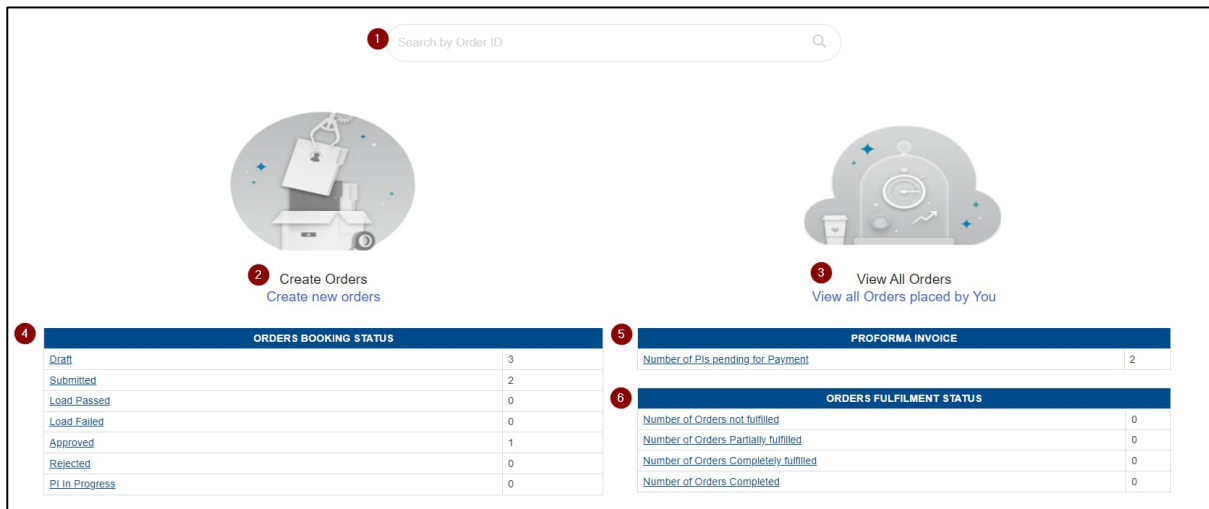 1 Search by Order ID
2 Create Orders
Create new orders
3 View All Orders
View all Orders placed by You
4 ORDERS BOOKING STATUS
Draft 3
Submitted 2
Load Passed 0
Load Failed 0
Approved 1
Rejected 0
PI In Progress 0
5 PROFORMA INVOICE
Number of PIs pending for Payment 2
6 ORDERS FULFILMENT STATUS
Number of Orders not fulfilled 0
Number of Orders Partially fulfilled 0
Number of Orders Completely fulfilled 0
Number of Orders Completed 0